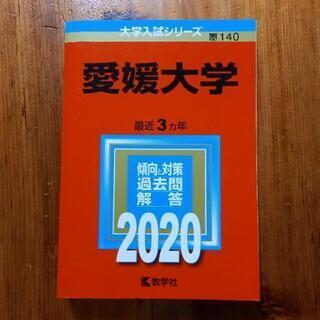 大学入試シリーズ 140
愛媛大学
最近3カ年
傾向と対策
過去問
解答
2020
教学社